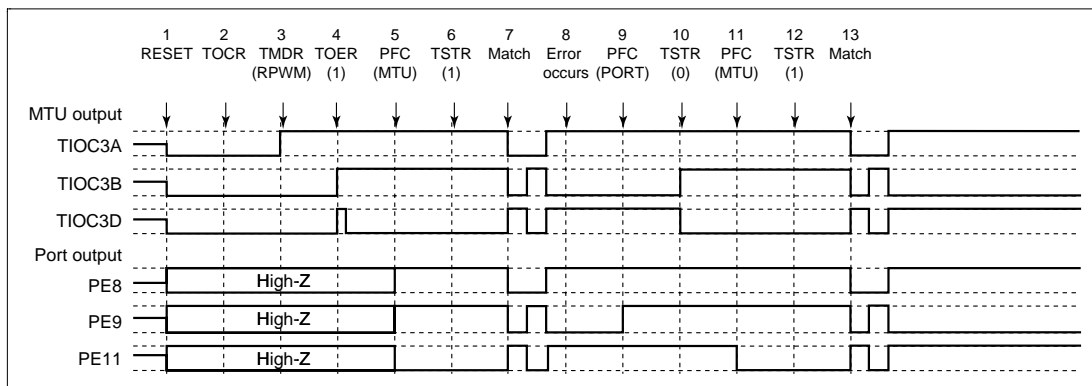 1 2 3 4 5 6 7 8 9 10 11 12 13
RESET TOCR TMDR TOER PFC TSTR Match Error PFC TSTR PFC TSTR Match
(RPWM) (1) (MTU) (1) occurs (PORT) (0) (MTU) (1)
MTU output
TIOC3A
TIOC3B
TIOC3D
Port output
PE8 High-Z
PE9 High-Z
PE11 High-Z